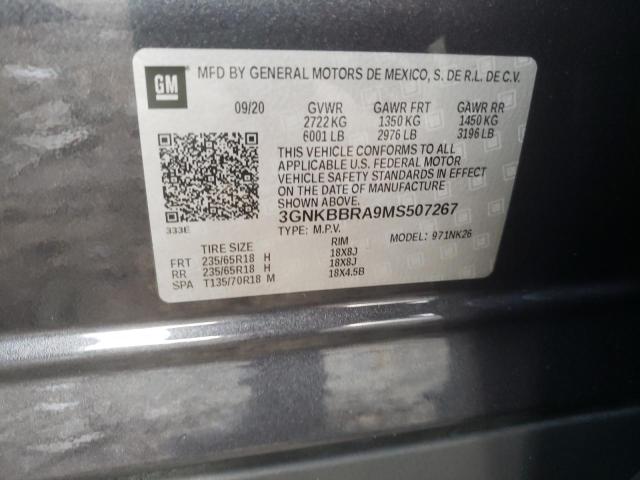 GM
MFD BY GENERAL MOTORS DE MEXICO, S. DE R.L. DE C.V.
09/20 GVWR GAWR FRT GAWR RR
2722 KG 1350 KG 1450 KG
6001 LB 2976 LB 3196 LB
THIS VEHICLE CONFORMS TO ALL
APPLICABLE U.S. FEDERAL MOTOR
VEHICLE SAFETY STANDARDS IN EFFECT
ON THE DATE OF MANUFACTURE
SHOWN ABOVE.
333E
3GNKBBRA9MS507267
TYPE: M.P.V. MODEL: 971NK26
TIRE SIZE RIM
FRT 235/65R18 H 18X8J
RR 235/65R18 H 18X8J
SPA T135/70R18 M 18X4.5B